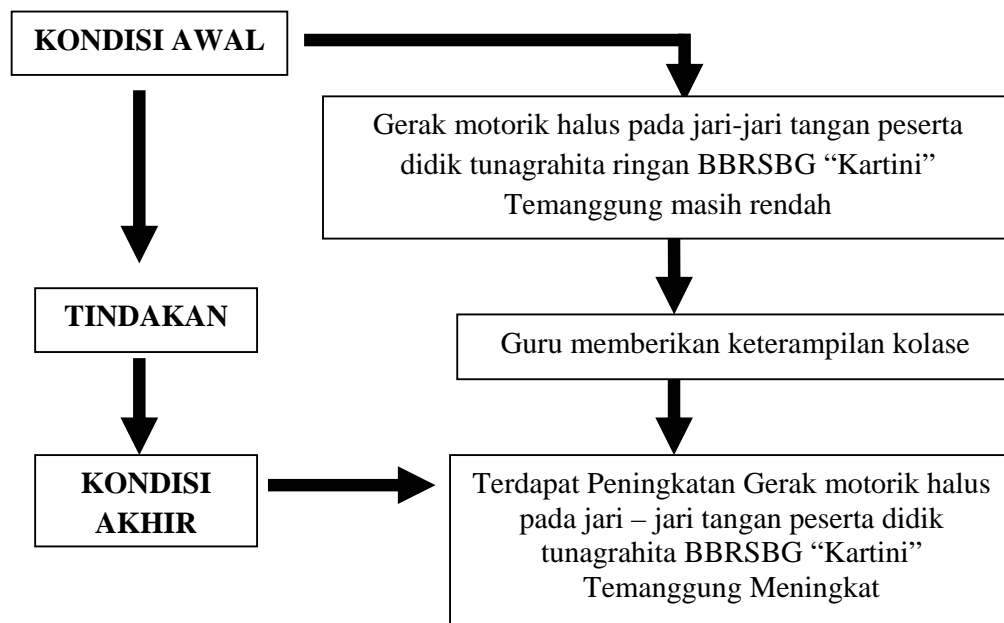 KONDISI AWAL
Gerak motorik halus pada jari-jari tangan peserta
didik tunagrahita ringan BBRSBG “Kartini”
Temanggung masih rendah
TINDAKAN
Guru memberikan keterampilan kolase
KONDISI
AKHIR
Terdapat Peningkatan Gerak motorik halus
pada jari – jari tangan peserta didik
tunagrahita BBRSBG “Kartini”
Temanggung Meningkat